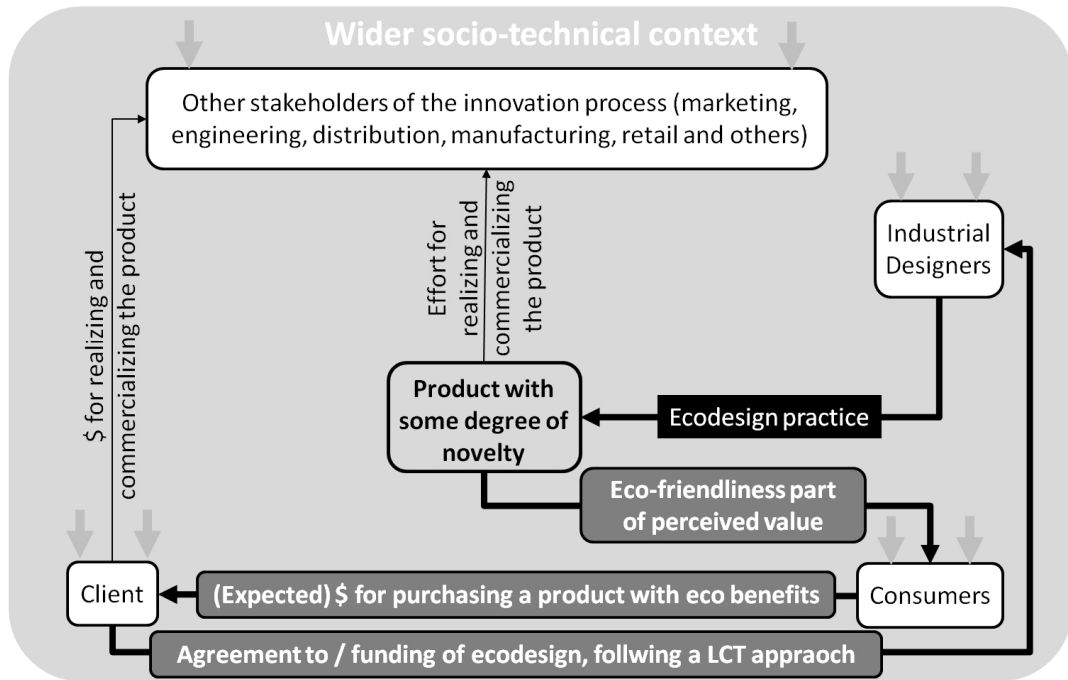 Wider socio-technical context
Other stakeholders of the innovation process (marketing,
engineering, distribution, manufacturing, retail and others)
Industrial
Designers
$ for realizing and
commercializing the product
Effort for
realizing and
commercializing
the product
Product with
some degree of
novelty
Ecodesign practice
Eco-friendliness part
of perceived value
Client
(Expected) $ for purchasing a product with eco benefits
Consumers
Agreement to / funding of ecodesign, follwing a LCT appraoch